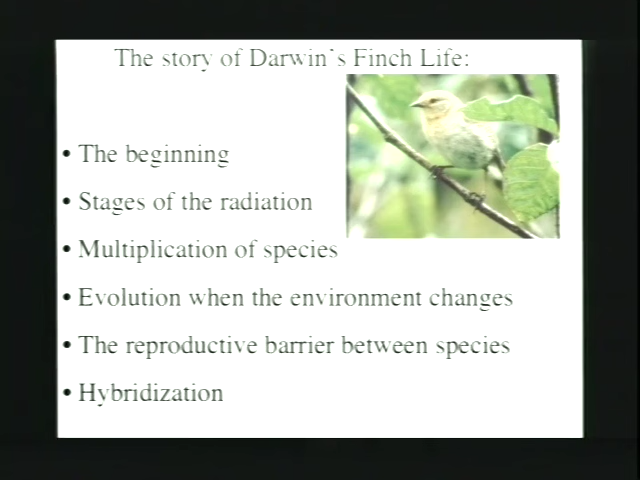 The story of Darwin`s Finch Life:
• The beginning
• Stages of the radiation
• Multiplication of species
• Evolution when the environment changes
• The reproductive barrier between species
• Hybridization